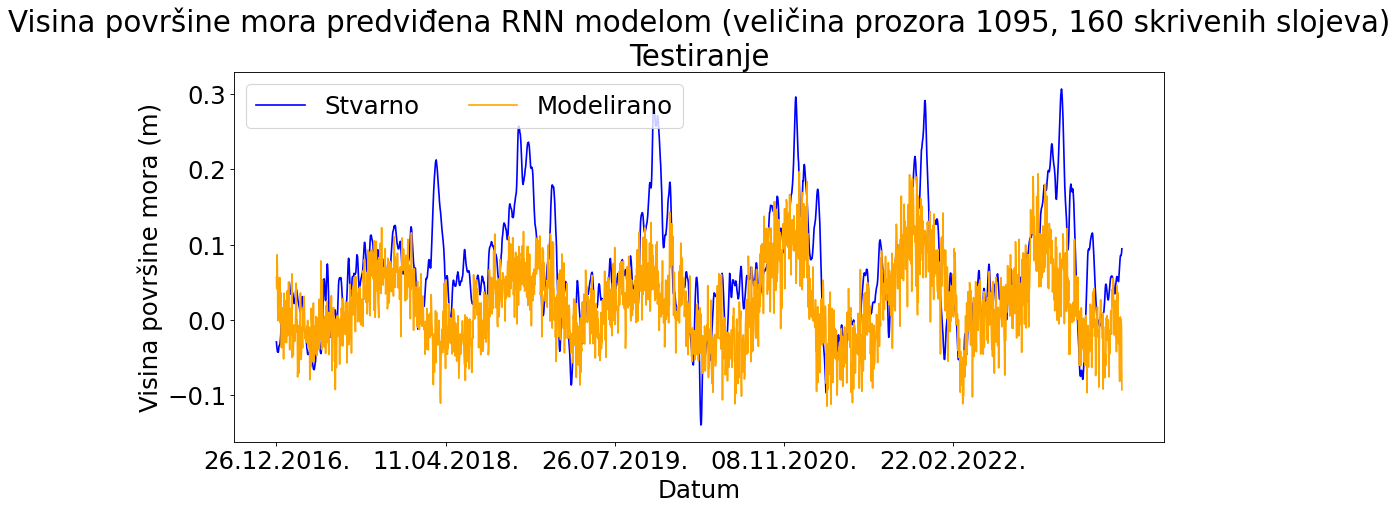 Visina površine mora predviđena RNN modelom (veličina prozora 1095, 160 skrivenih slojeva)
Testiranje
Stvarno
Modelirano
Visina površine mora (m)
0.3
0.2
0.1
0.0
−0.1
26.12.2016.
11.04.2018.
26.07.2019.
08.11.2020.
22.02.2022.
Datum